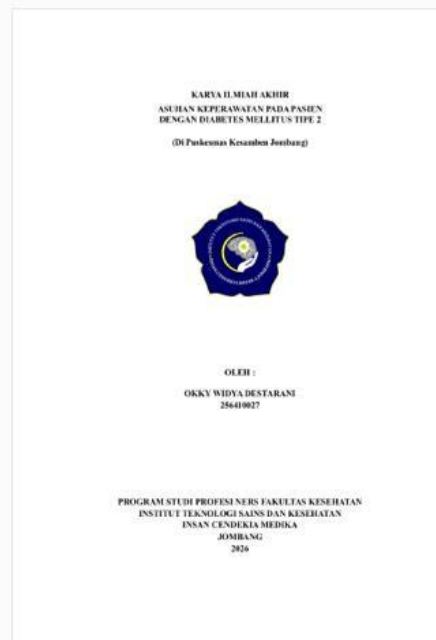 KARYA ILMIAH AKHIR
ASUHAN KEPERAWATAN PADA PASIEN
DENGAN DIABETES MELLITUS TIPE 2
(Di Puskesmas Kesamben Jombang)
OLEH :
OKKY WIDYA DESTARANI
256410027
PROGRAM STUDI PROFESI NERS FAKULTAS KESEHATAN
INSTITUT TEKNOLOGI SAINS DAN KESEHATAN
INSAN CENDEKIA MEDIKA
JOMBANG
2026